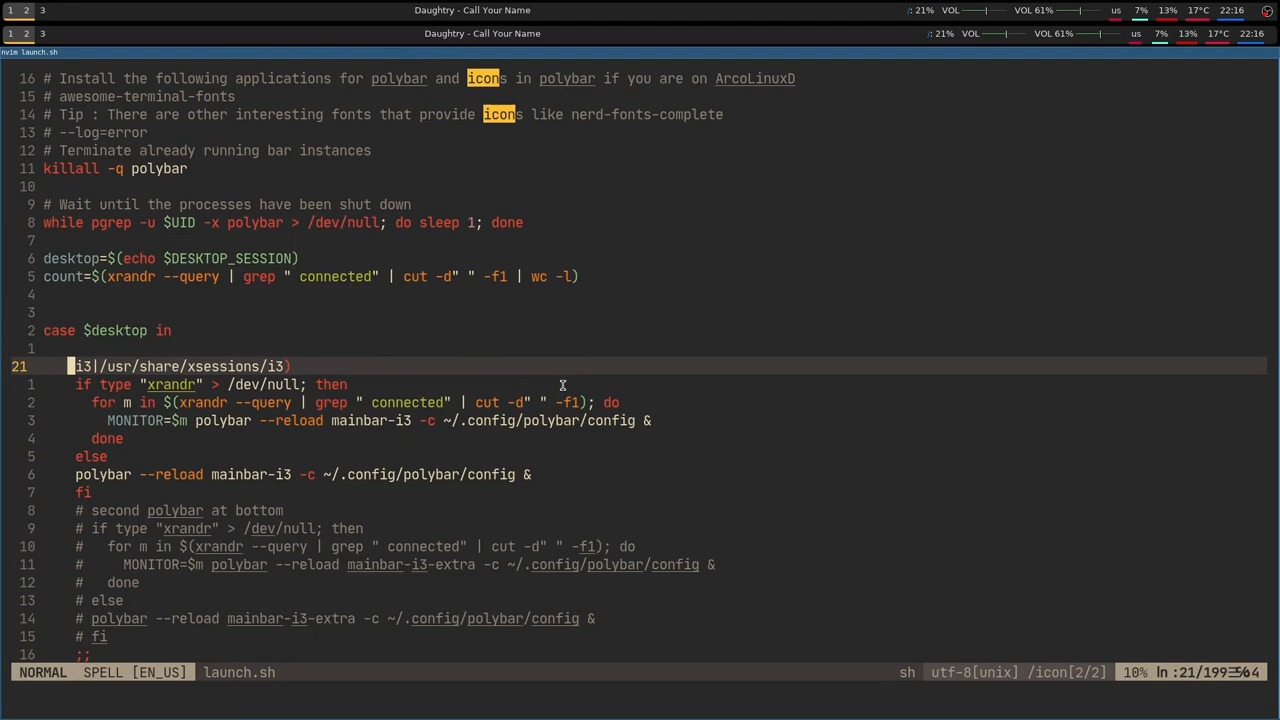 1 2 3 Daughtry - Call Your Name /: 21% VOL VOL 61% us 7% 13% 17°C 22:16
1 2 3 Daughtry - Call Your Name /: 21% VOL VOL 61% us 7% 13% 17°C 22:16
nvim launch.sh
16 # Install the following applications for polybar and icons in polybar if you are on ArcoLinuxD
15 # awesome-terminal-fonts
14 # Tip : There are other interesting fonts that provide icons like nerd-fonts-complete
13 # --log=error
12 # Terminate already running bar instances
11 killall -q polybar
10
9 # Wait until the processes have been shut down
8 while pgrep -u $UID -x polybar > /dev/null; do sleep 1; done
7
6 desktop=$(echo $DESKTOP_SESSION)
5 count=$(xrandr --query | grep " connected" | cut -d" " -f1 | wc -l)
4
3
2 case $desktop in
1
21 i3|/usr/share/xsessions/i3)
1 if type "xrandr" > /dev/null; then
2 for m in $(xrandr --query | grep " connected" | cut -d" " -f1); do
3 MONITOR=$m polybar --reload mainbar-i3 -c ~/.config/polybar/config &
4 done
5 else
6 polybar --reload mainbar-i3 -c ~/.config/polybar/config &
7 fi
8 # second polybar at bottom
9 # if type "xrandr" > /dev/null; then
10 # for m in $(xrandr --query | grep " connected" | cut -d" " -f1); do
11 # MONITOR=$m polybar --reload mainbar-i3-extra -c ~/.config/polybar/config &
12 # done
13 # else
14 # polybar --reload mainbar-i3-extra -c ~/.config/polybar/config &
15 # fi
16 ;;
NORMAL SPELL [EN_US] launch.sh sh utf-8[unix] /icon[2/2] 10% ln :21/199